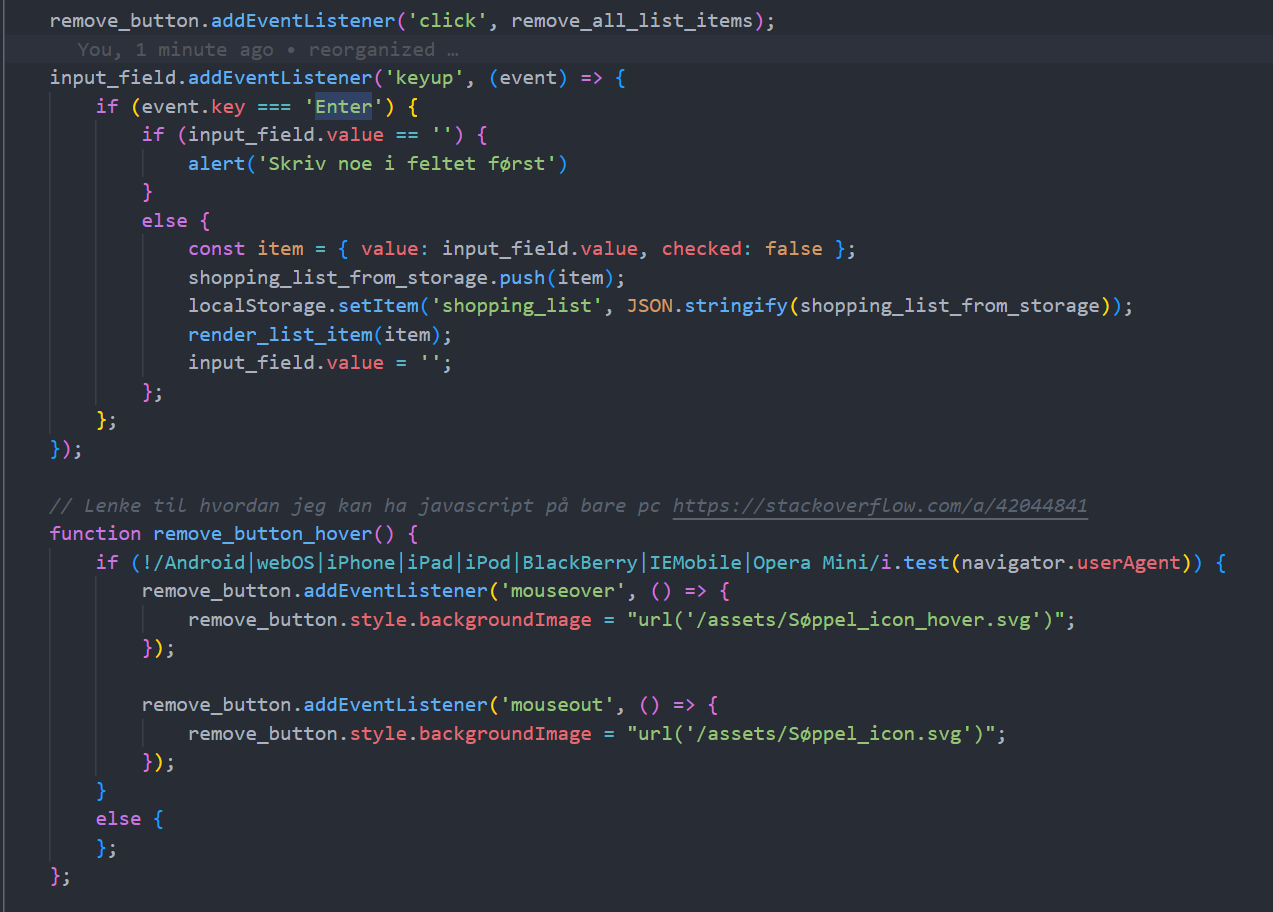 remove_button.addEventListener('click', remove_all_list_items);
You, 1 minute ago • reorganized …
input_field.addEventListener('keyup', (event) => {
if (event.key === 'Enter') {
if (input_field.value == '') {
alert('Skriv noe i feltet først')
}
else {
const item = { value: input_field.value, checked: false };
shopping_list_from_storage.push(item);
localStorage.setItem('shopping_list', JSON.stringify(shopping_list_from_storage));
render_list_item(item);
input_field.value = '';
};
};
});
// Lenke til hvordan jeg kan ha javascript på bare pc https://stackoverflow.com/a/42044841
function remove_button_hover() {
if (!/Android|webOS|iPhone|iPad|iPod|BlackBerry|IEMobile|Opera Mini/i.test(navigator.userAgent)) {
remove_button.addEventListener('mouseover', () => {
remove_button.style.backgroundImage = "url('/assets/Søppel_icon_hover.svg')";
});
remove_button.addEventListener('mouseout', () => {
remove_button.style.backgroundImage = "url('/assets/Søppel_icon.svg')";
});
}
else {
};
};